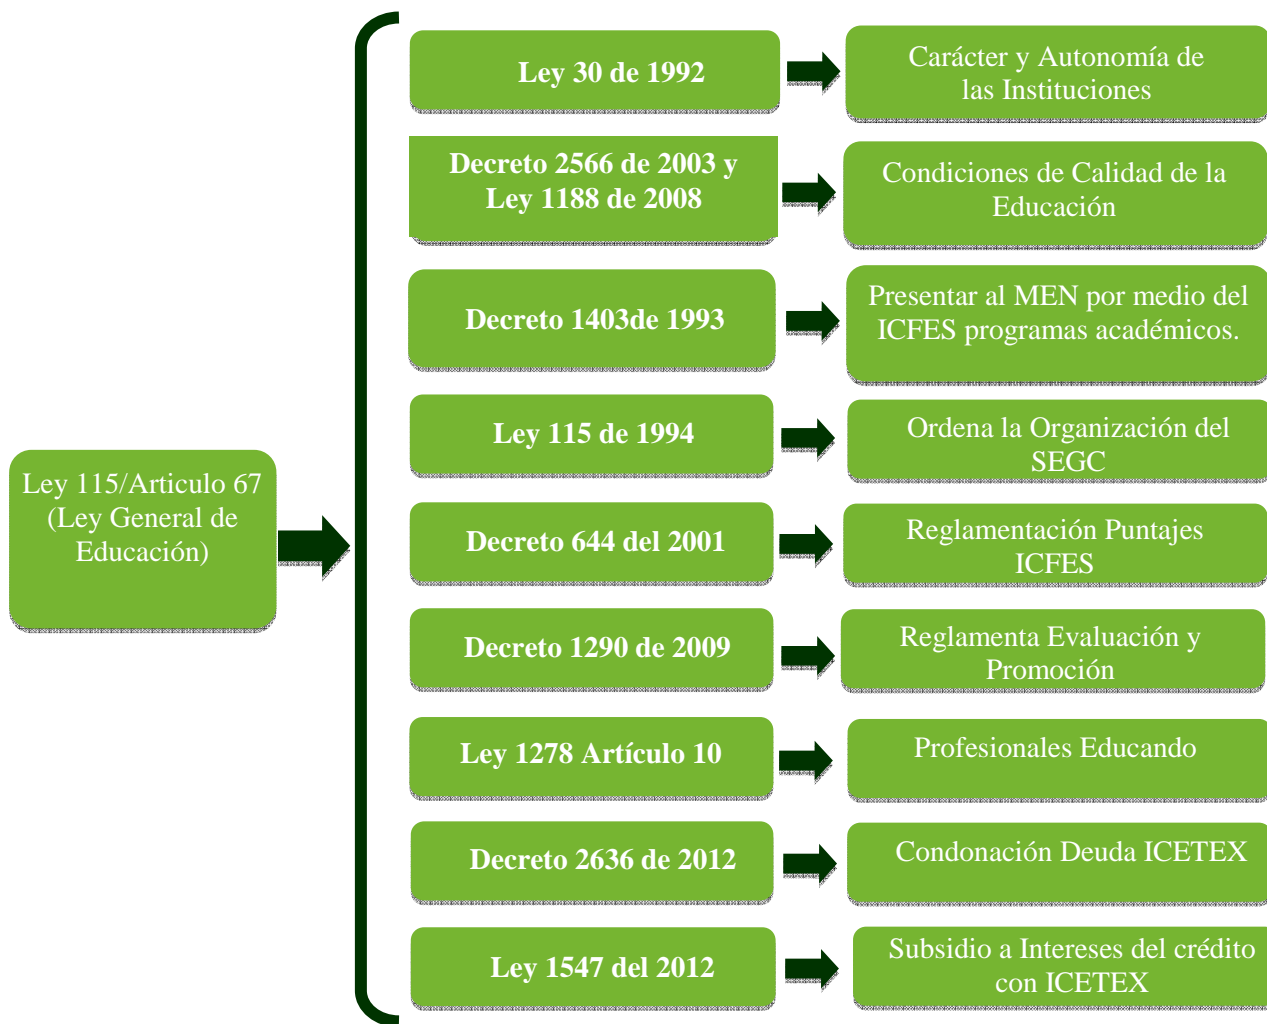 Ley 115/Articulo 67
(Ley General de
Educación)
Ley 30 de 1992
Carácter y Autonomía de
las Instituciones
Decreto 2566 de 2003 y
Ley 1188 de 2008
Condiciones de Calidad de la
Educación
Decreto 1403de 1993
Presentar al MEN por medio del
ICFES programas académicos.
Ley 115 de 1994
Ordena la Organización del
SEGC
Decreto 644 del 2001
Reglamentación Puntajes
ICFES
Decreto 1290 de 2009
Reglamenta Evaluación y
Promoción
Ley 1278 Artículo 10
Profesionales Educando
Decreto 2636 de 2012
Condonación Deuda ICETEX
Ley 1547 del 2012
Subsidio a Intereses del crédito
con ICETEX